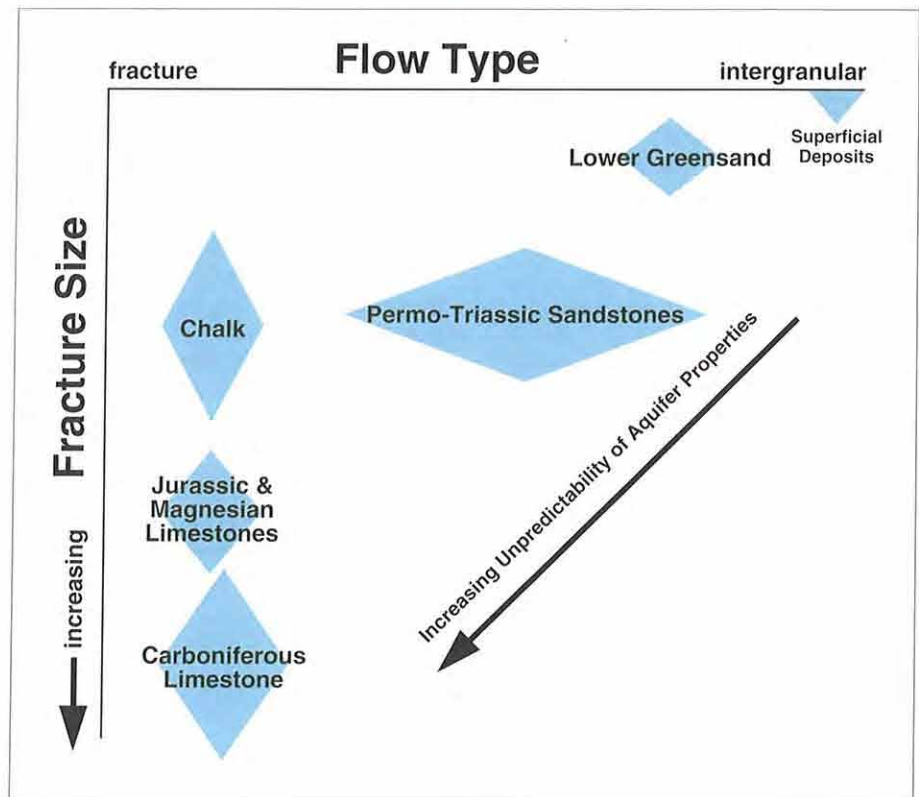 Flow Type
fracture
intergranular
Superficial
Deposits
Lower Greensand
Fracture Size
increasing
Chalk
Permo-Triassic Sandstones
Increasing Unpredictability of Aquifer Properties
Jurassic &
Magnesian
Limestones
Carboniferous
Limestone